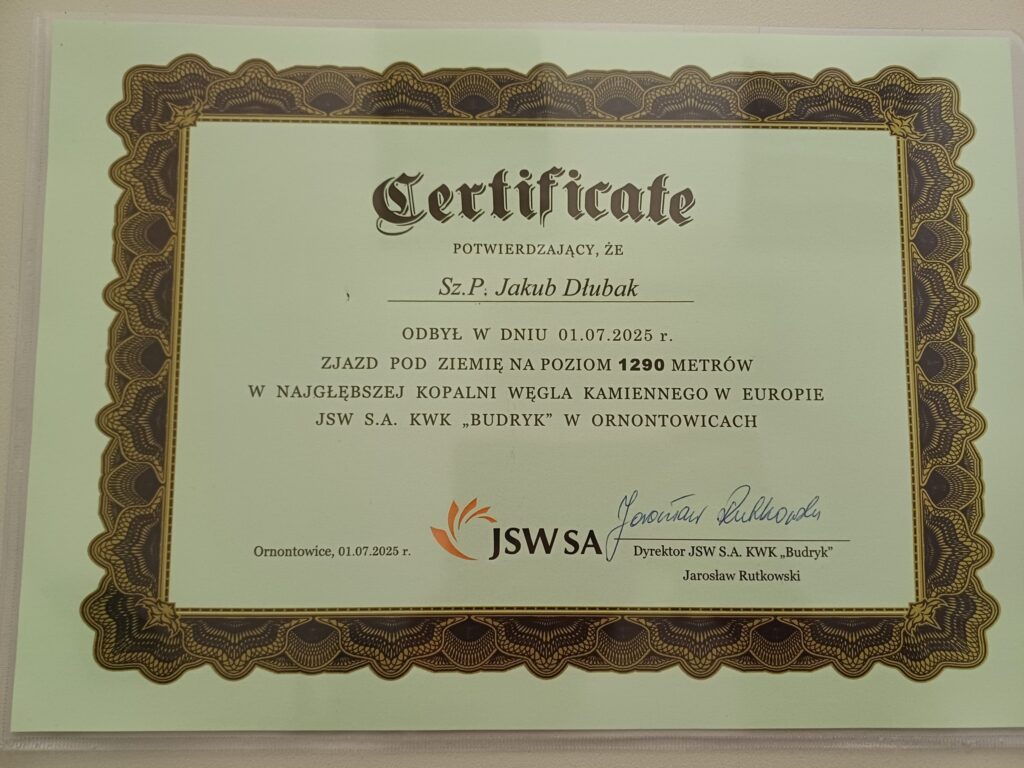 Certificate
POTWIERDZAJĄCY, ŻE
Sz.P. Jakub Dłubak
ODBYŁ W DNIU 01.07.2025 r.
ZJAZD POD ZIEMIĘ NA POZIOM 1290 METRÓW
W NAJGŁĘBSZEJ KOPALNI WĘGLA KAMIENNEGO W EUROPIE
JSW S.A. KWK „BUDRYK” W ORNONTOWICACH
Ornontowice, 01.07.2025 r.
JSW SA
Jarosław Rutkowski
Dyrektor JSW S.A. KWK „Budryk”
Jarosław Rutkowski